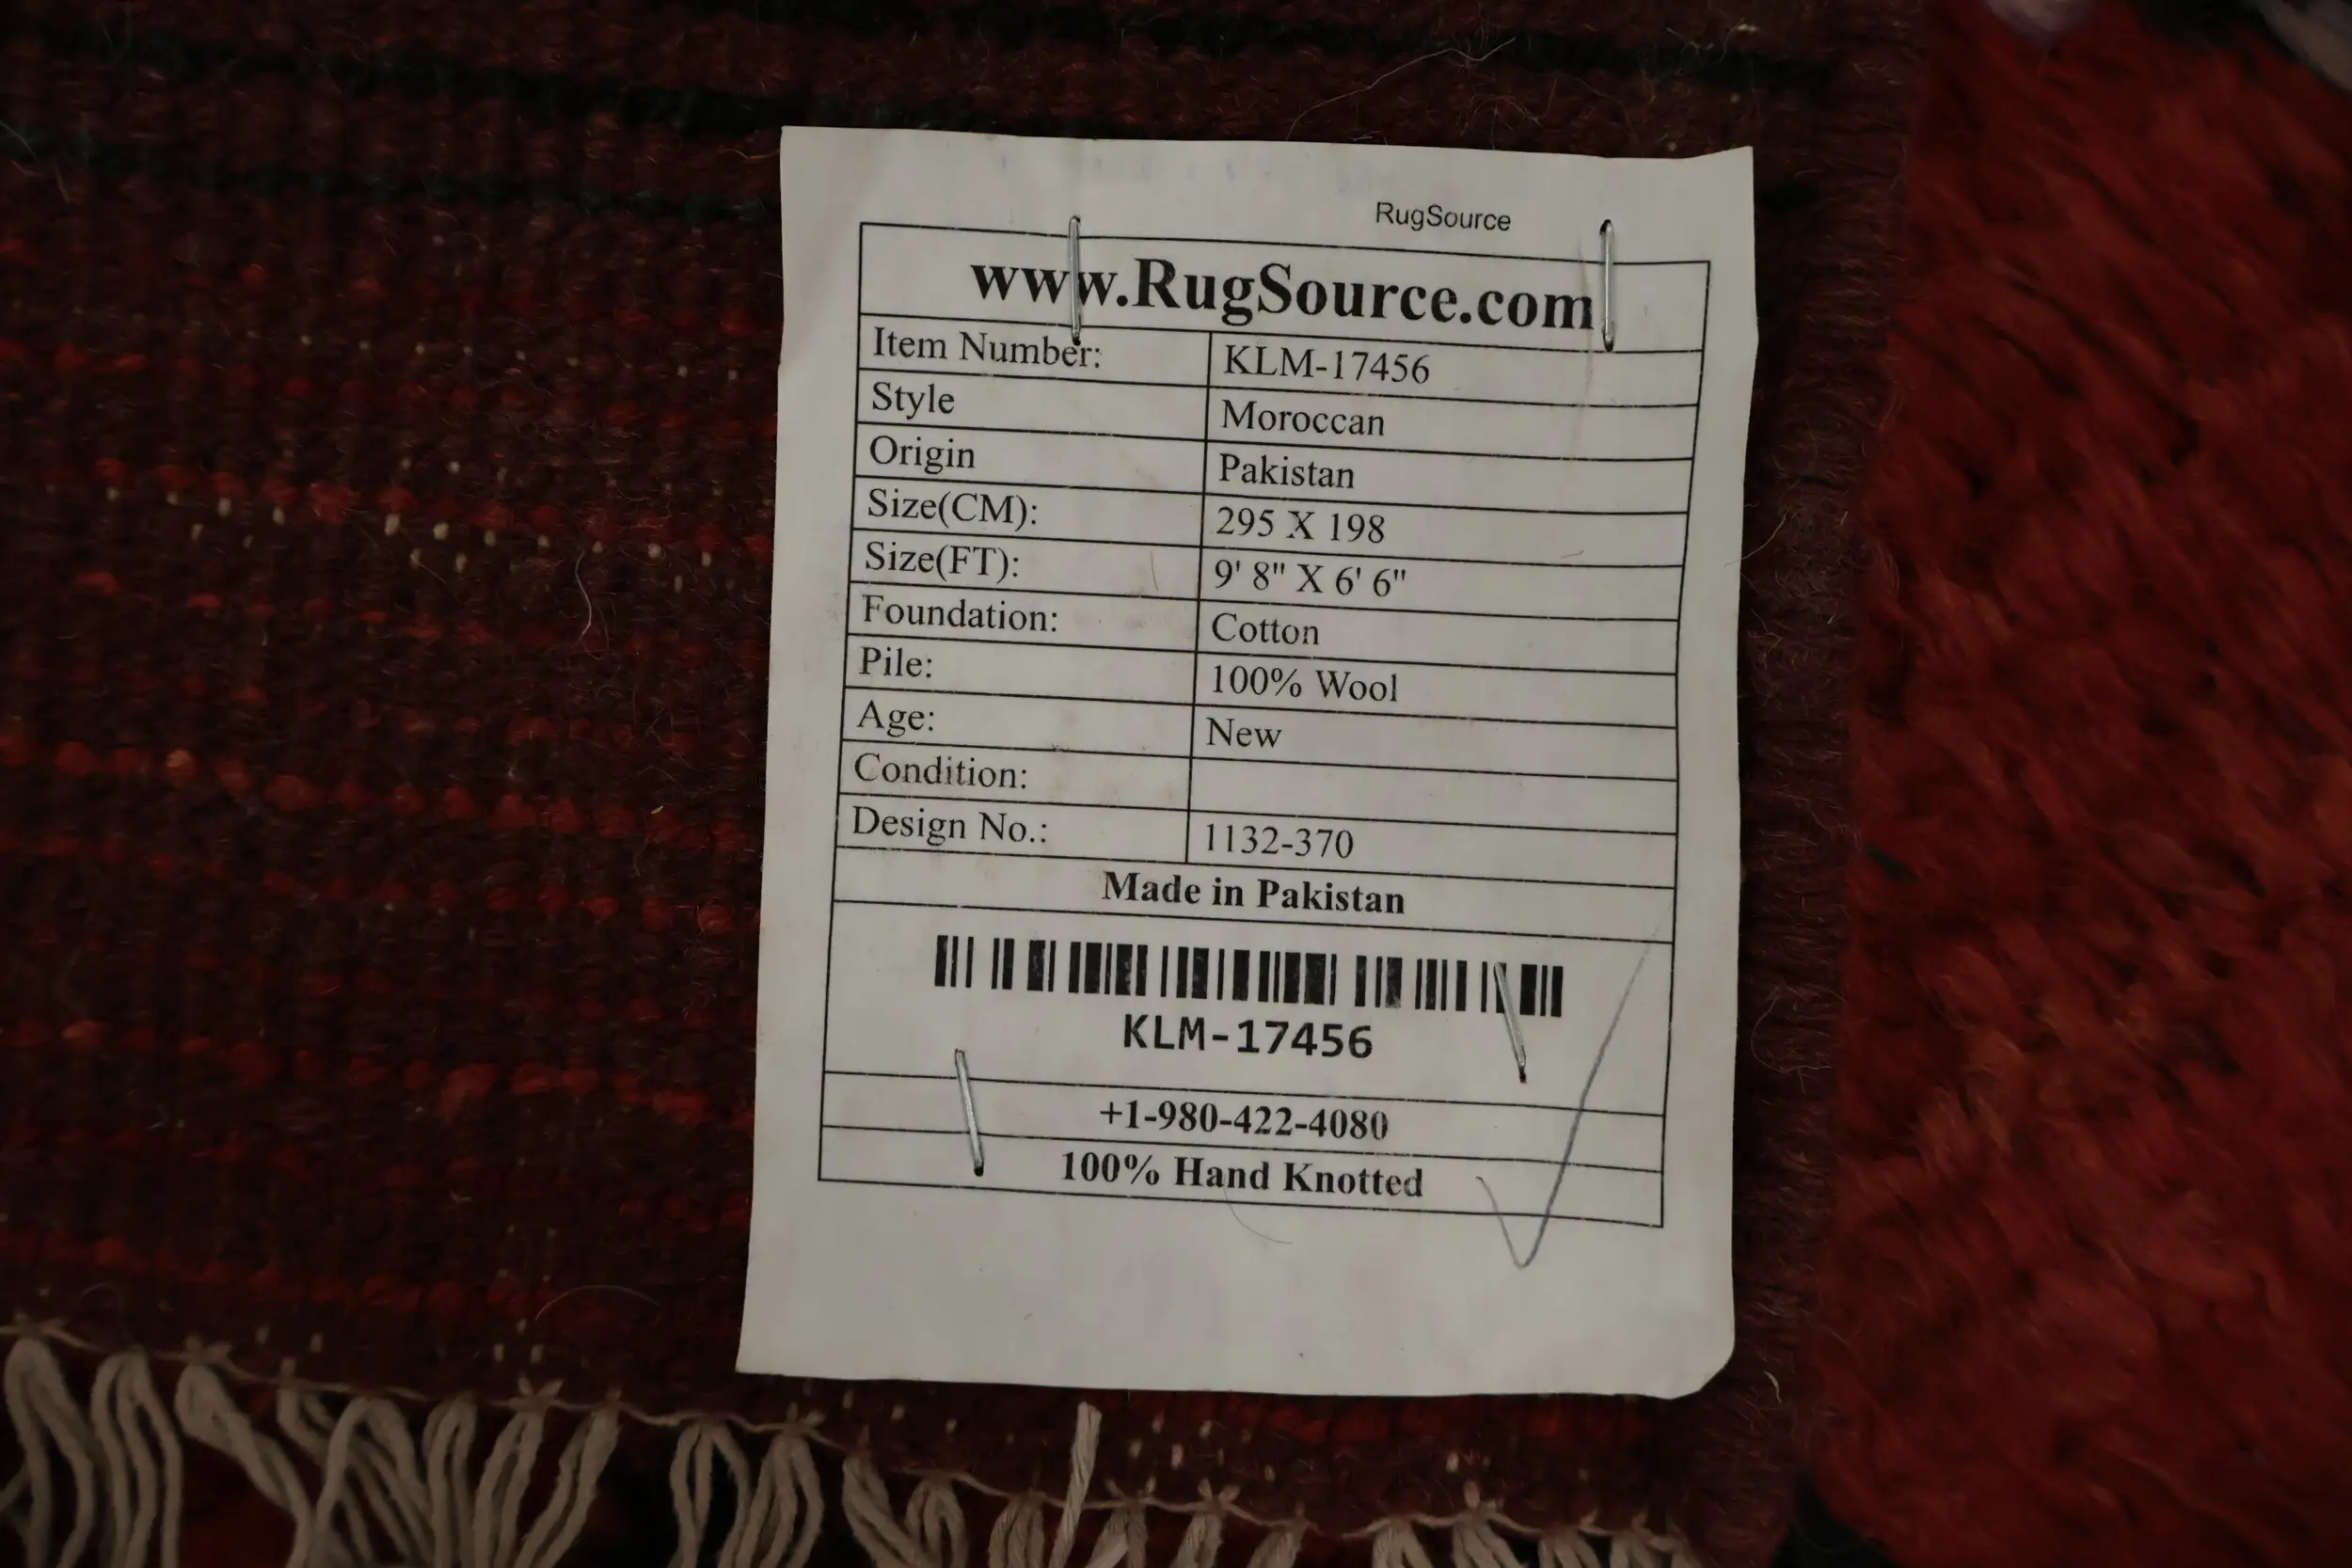 RugSource
www.RugSource.com
Item Number: KLM-17456
Style Moroccan
Origin Pakistan
Size(CM): 295 X 198
Size(FT): 9' 8" X 6' 6"
Foundation: Cotton
Pile: 100% Wool
Age: New
Condition:
Design No.: 1132-370
Made in Pakistan
KLM-17456
+1-980-422-4080
100% Hand Knotted